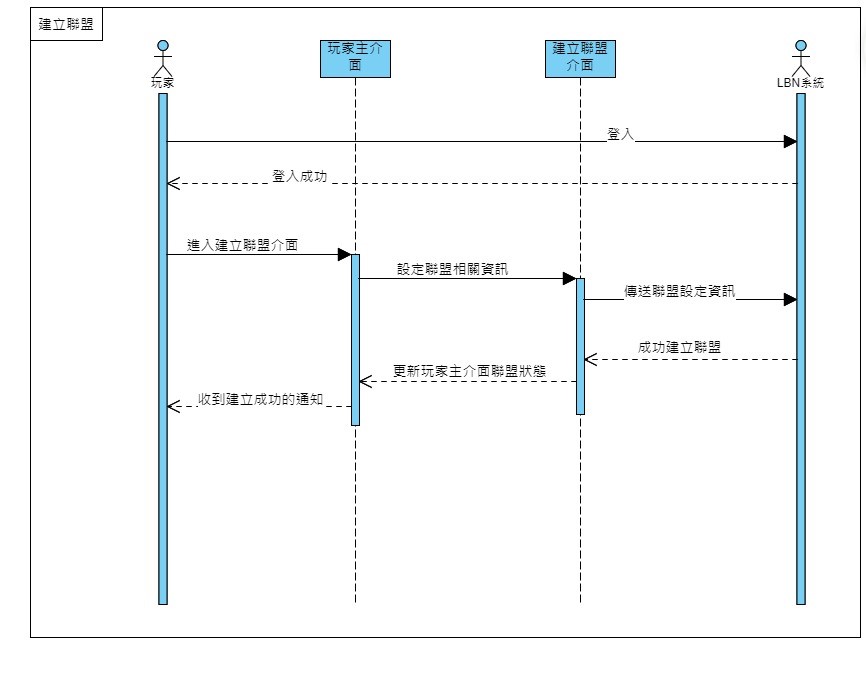 建立聯盟
玩家主介
面
建立聯盟
介面
玩家
LBN系統
登入
登入成功
進入建立聯盟介面
設定聯盟相關資訊
傳送聯盟設定資訊
成功建立聯盟
更新玩家主介面聯盟狀態
收到建立成功的通知